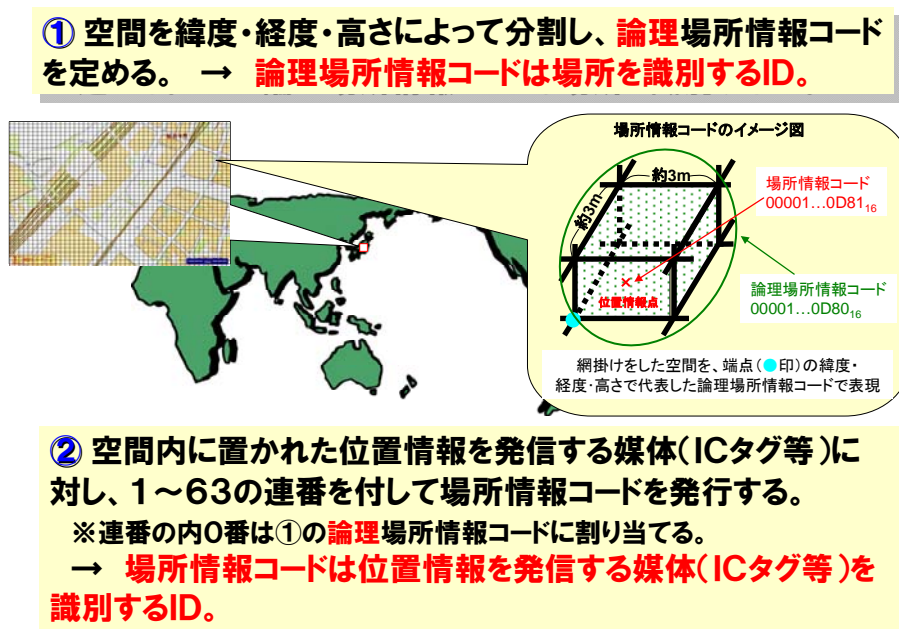 ① 空間を緯度・経度・高さによって分割し、論理場所情報コード
を定める。 → 論理場所情報コードは場所を識別するID。
場所情報コードのイメージ図
約3m
約3m
場所情報コード
00001…0D81₁₆
位置情報点
論理場所情報コード
00001…0D80₁₆
網掛けをした空間を、端点(●印)の緯度・
経度・高さで代表した論理場所情報コードで表現
② 空間内に置かれた位置情報を発信する媒体(ICタグ等)に
対し、1～63の連番を付して場所情報コードを発行する。
※連番の内0番は①の論理場所情報コードに割り当てる。
→ 場所情報コードは位置情報を発信する媒体(ICタグ等)を
識別するID。